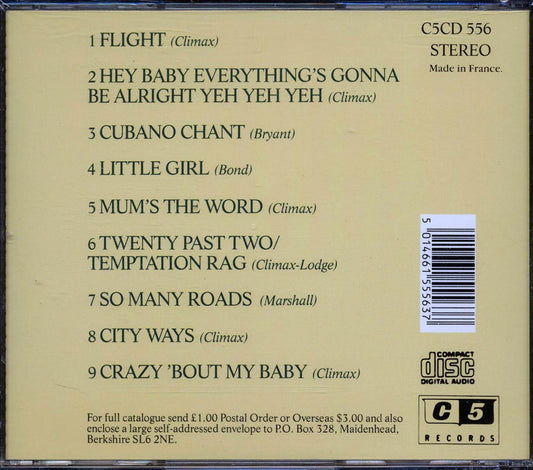 1 FLIGHT (Climax)
2 HEY BABY EVERYTHING'S GONNA
BE ALRIGHT YEH YEH YEH (Climax)
3 CUBANO CHANT (Bryant)
4 LITTLE GIRL (Bond)
5 MUM'S THE WORD (Climax)
6 TWENTY PAST TWO/
TEMPTATION RAG (Climax-Lodge)
7 SO MANY ROADS (Marshall)
8 CITY WAYS (Climax)
9 CRAZY 'BOUT MY BABY (Climax)
For full catalogue send £1.00 Postal Order or Overseas $3.00 and also
enclose a large self-addressed envelope to P.O. Box 328, Maidenhead,
Berkshire SL6 2NE.
C5CD 556
STEREO
Made in France.
5 014661 555637
COMPACT
disc
DIGITAL AUDIO
C 5
RECORDS